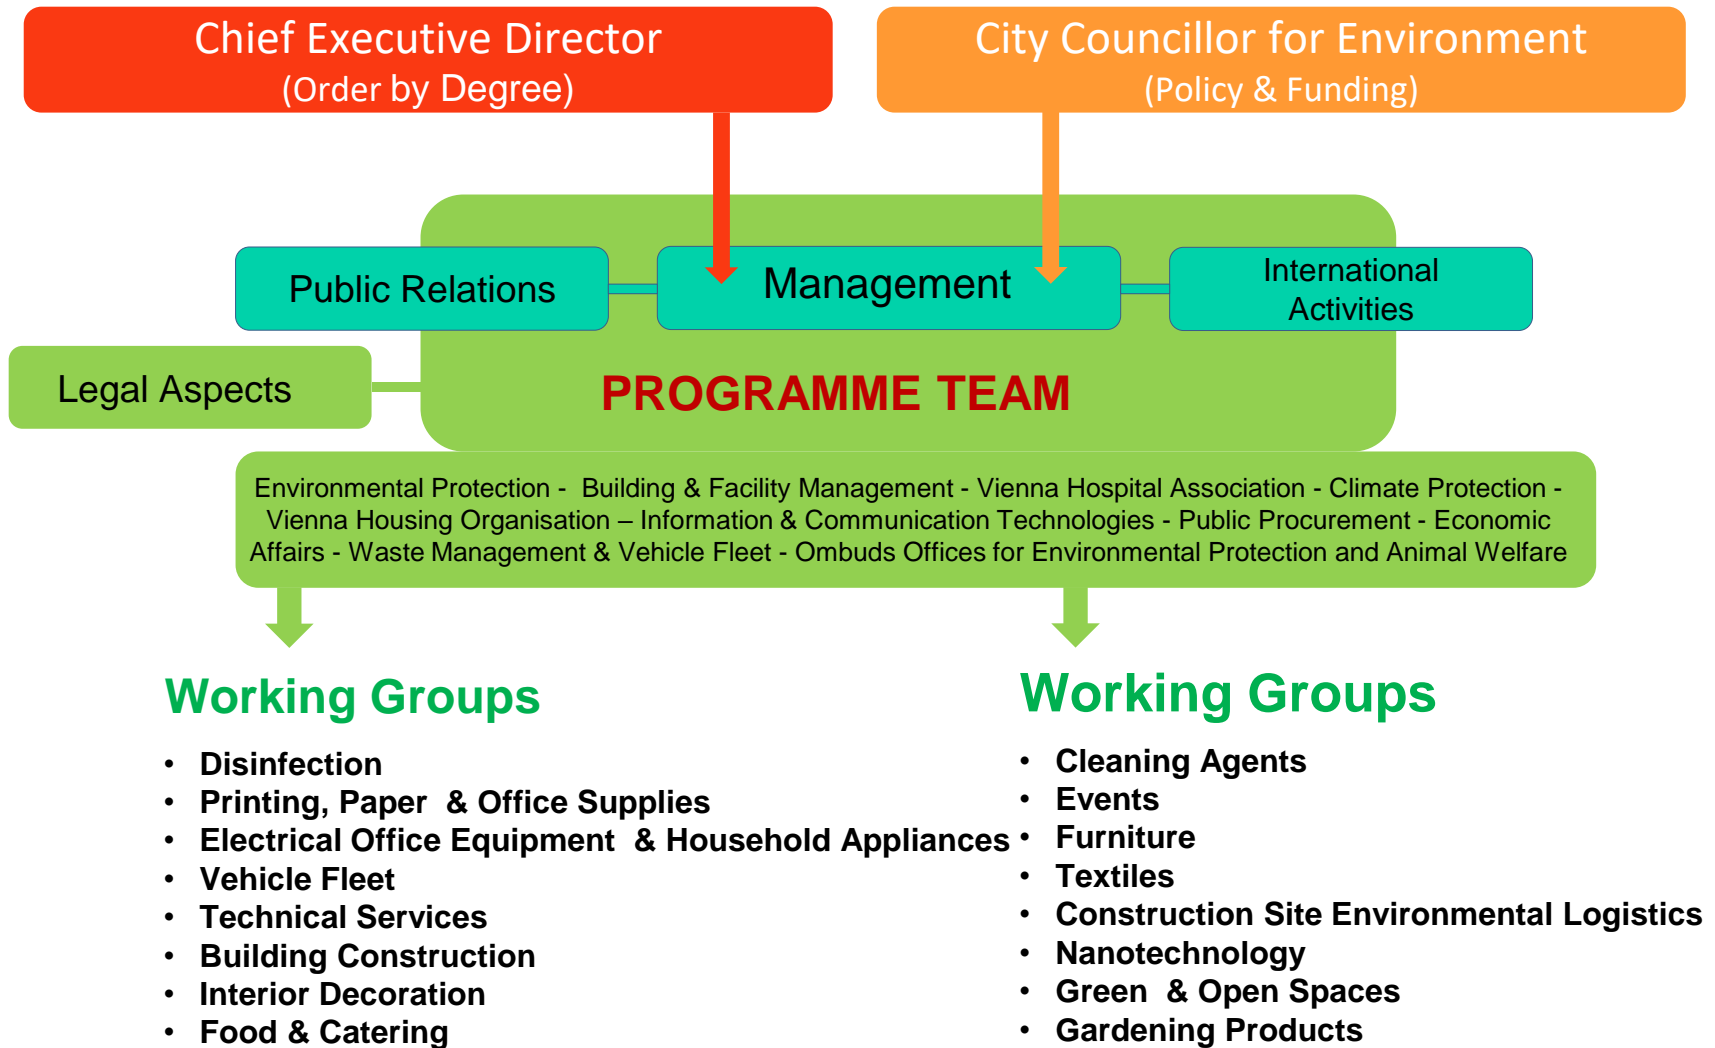 Chief Executive Director
(Order by Degree)
City Councillor for Environment
(Policy & Funding)
Public Relations
Management
International
Activities
Legal Aspects
PROGRAMME TEAM
Environmental Protection - Building & Facility Management - Vienna Hospital Association - Climate Protection -
Vienna Housing Organisation – Information & Communication Technologies - Public Procurement - Economic
Affairs - Waste Management & Vehicle Fleet - Ombuds Offices for Environmental Protection and Animal Welfare
Working Groups
• Disinfection
• Printing, Paper & Office Supplies
• Electrical Office Equipment & Household Appliances
• Vehicle Fleet
• Technical Services
• Building Construction
• Interior Decoration
• Food & Catering
Working Groups
• Cleaning Agents
• Events
• Furniture
• Textiles
• Construction Site Environmental Logistics
• Nanotechnology
• Green & Open Spaces
• Gardening Products